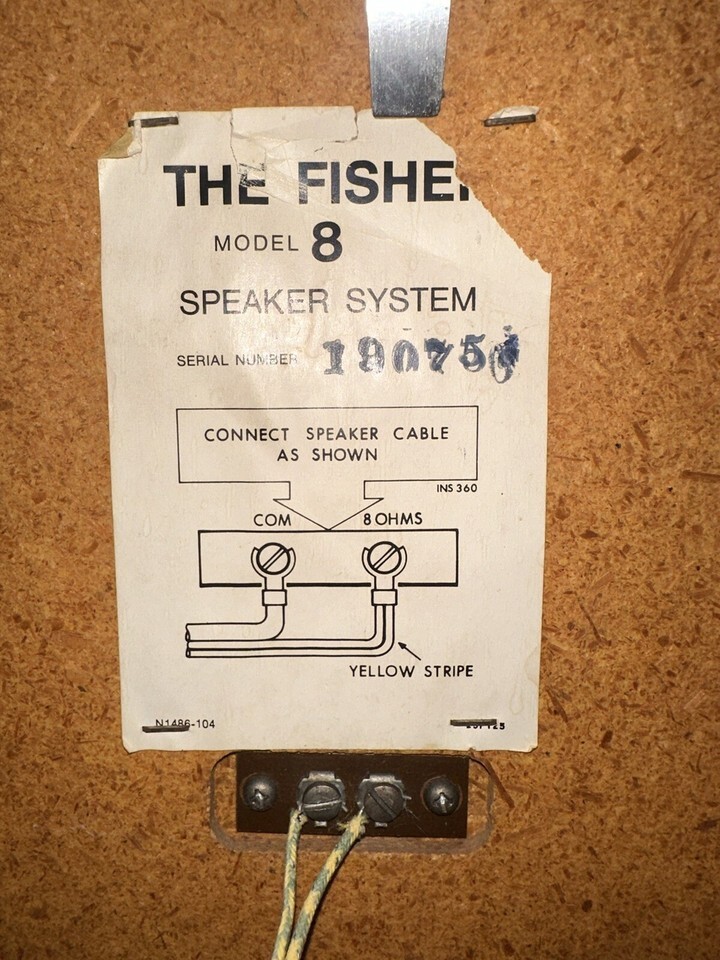 THE FISHE
MODEL 8
SPEAKER SYSTEM
SERIAL NUMBER
CONNECT SPEAKER CABLE
AS SHOWN
INS 360
COM 8 OHMS
YELLOW STRIPE
N1486-104